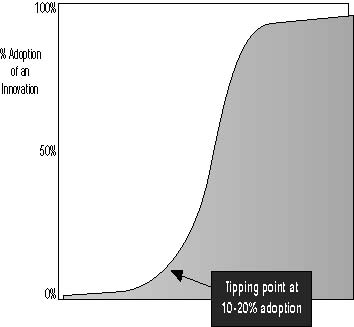 100%
% Adoption
of an
Innovation
50%
0%
Tipping point at
10-20% adoption